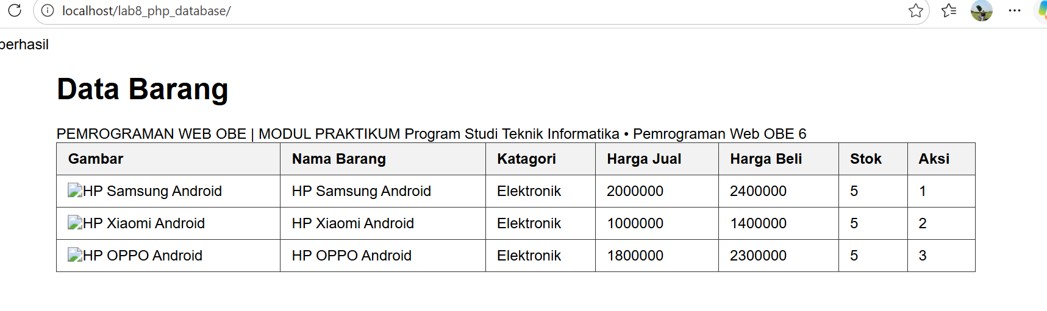 localhost/lab8_php_database/
berhasil
Data Barang
PEMROGRAMAN WEB OBE | MODUL PRAKTIKUM Program Studi Teknik Informatika • Pemrograman Web OBE 6
Gambar Nama Barang Katagori Harga Jual Harga Beli Stok Aksi
HP Samsung Android HP Samsung Android Elektronik 2000000 2400000 5 1
HP Xiaomi Android HP Xiaomi Android Elektronik 1000000 1400000 5 2
HP OPPO Android HP OPPO Android Elektronik 1800000 2300000 5 3